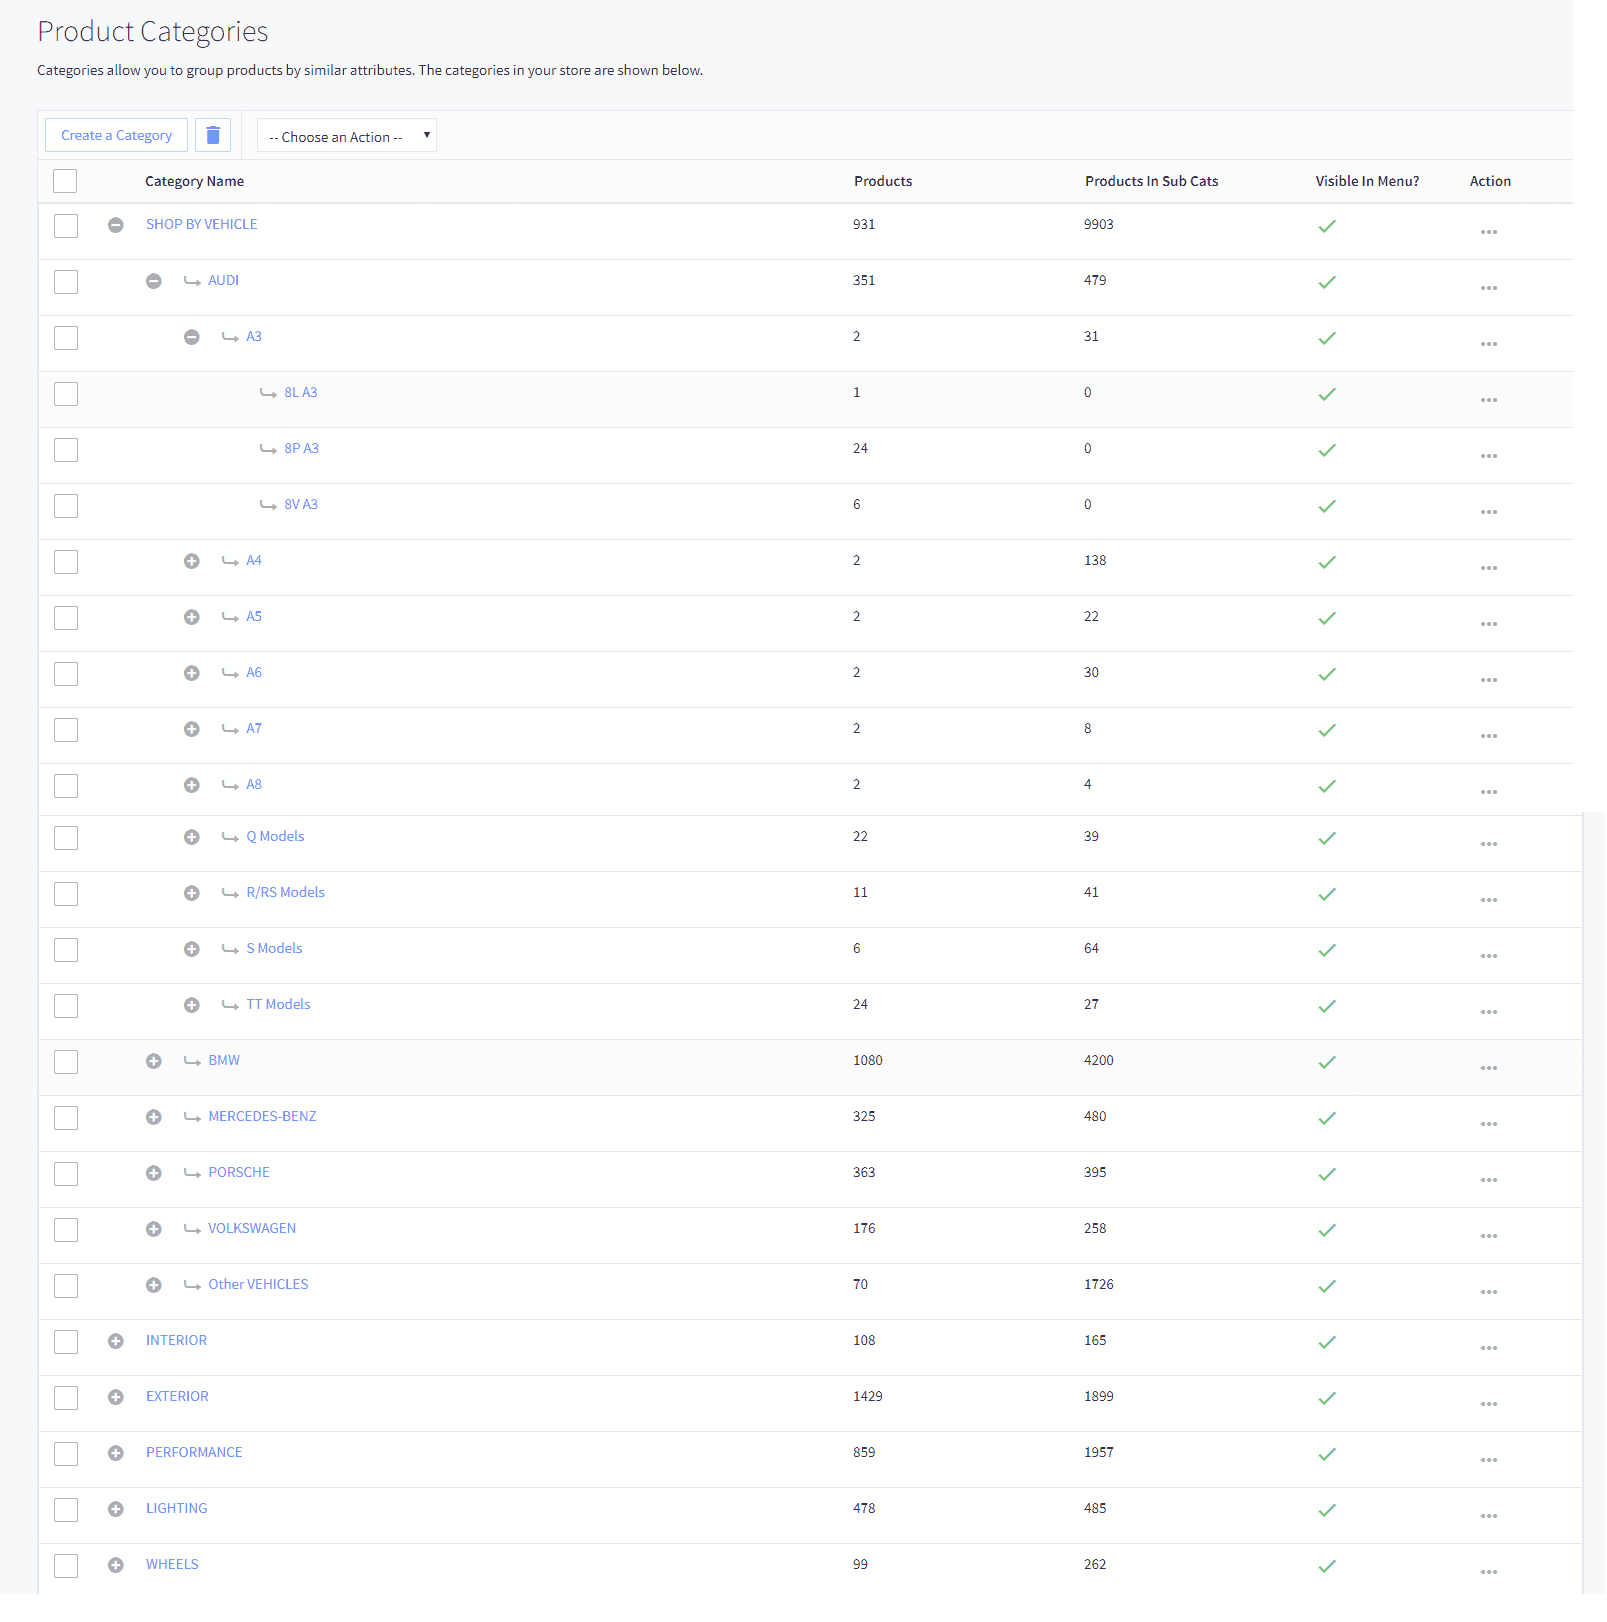 Product Categories
Categories allow you to group products by similar attributes. The categories in your store are shown below.
Create a Category -- Choose an Action --
Category Name Products Products In Sub Cats Visible In Menu? Action
SHOP BY VEHICLE 931 9903
AUDI 351 479
A3 2 31
8L A3 1 0
8P A3 24 0
8V A3 6 0
A4 2 138
A5 2 22
A6 2 30
A7 2 8
A8 2 4
Q Models 22 39
R/RS Models 11 41
S Models 6 64
TT Models 24 27
BMW 1080 4200
MERCEDES-BENZ 325 480
PORSCHE 363 395
VOLKSWAGEN 176 258
Other VEHICLES 70 1726
INTERIOR 108 165
EXTERIOR 1429 1899
PERFORMANCE 859 1957
LIGHTING 478 485
WHEELS 99 262